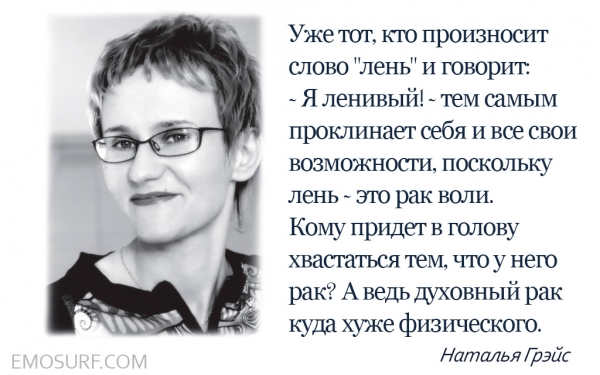 Уже тот, кто произносит
слово "лень" и говорит:
- Я ленивый! - тем самым
проклинает себя и все свои
возможности, поскольку
лень - это рак воли.
Кому придет в голову
хвастаться тем, что у него
рак? А ведь духовный рак
куда хуже физического.
Наталья Грэйс
EMOSURF.COM